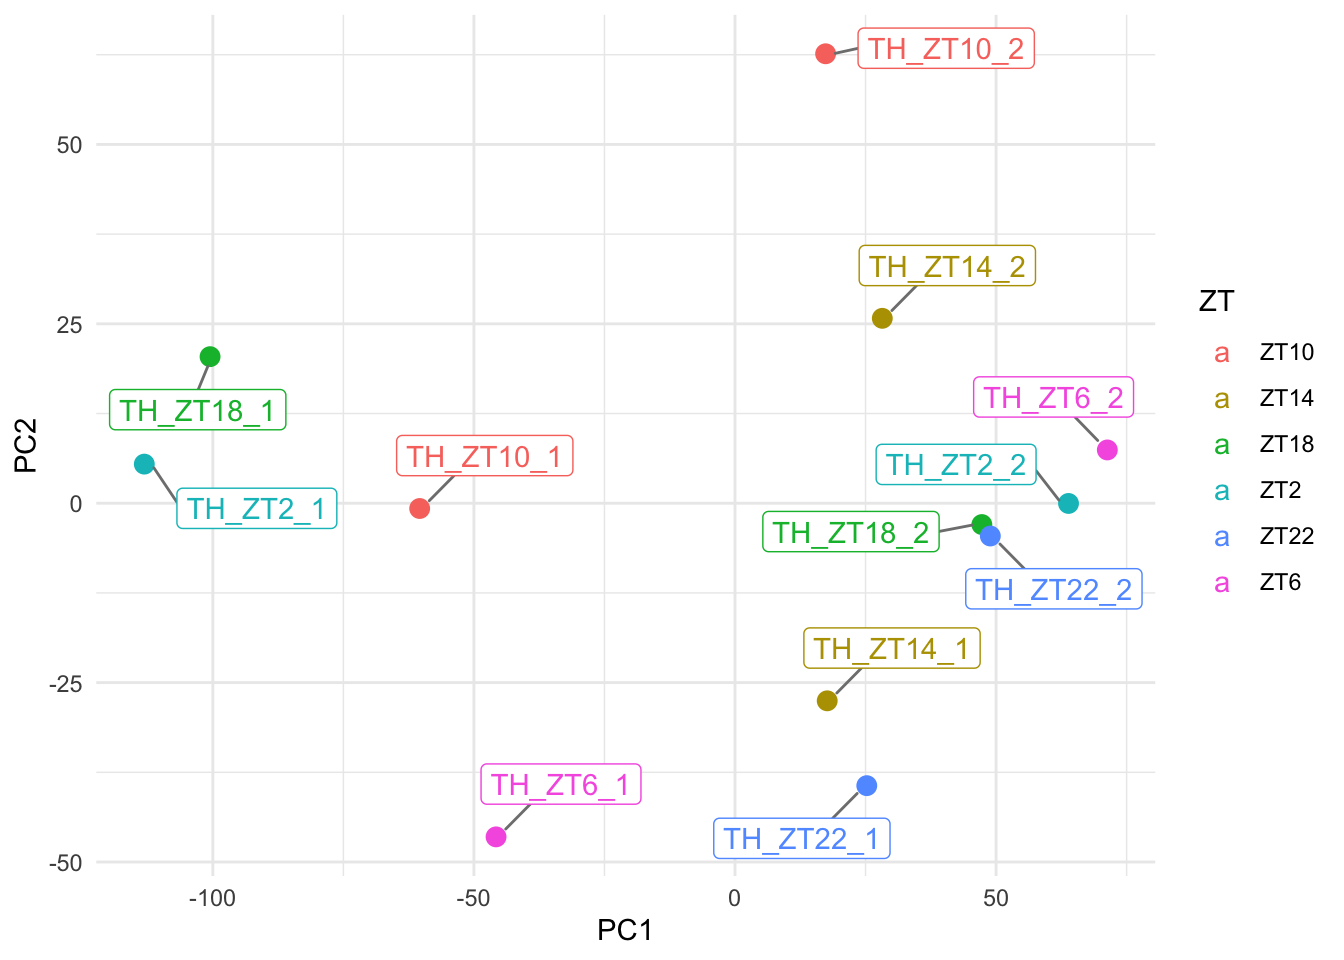 TH_ZT10_2
50
TH_ZT14_2
25
TH_ZT6_2
TH_ZT18_1
TH_ZT10_1
TH_ZT2_2
TH_ZT2_1
0
TH_ZT18_2
TH_ZT22_2
TH_ZT14_1
-25
TH_ZT6_1
TH_ZT22_1
-50
-100
-50
0
50
PC1
PC2
ZT
a ZT10
a ZT14
a ZT18
a ZT2
a ZT22
a ZT6